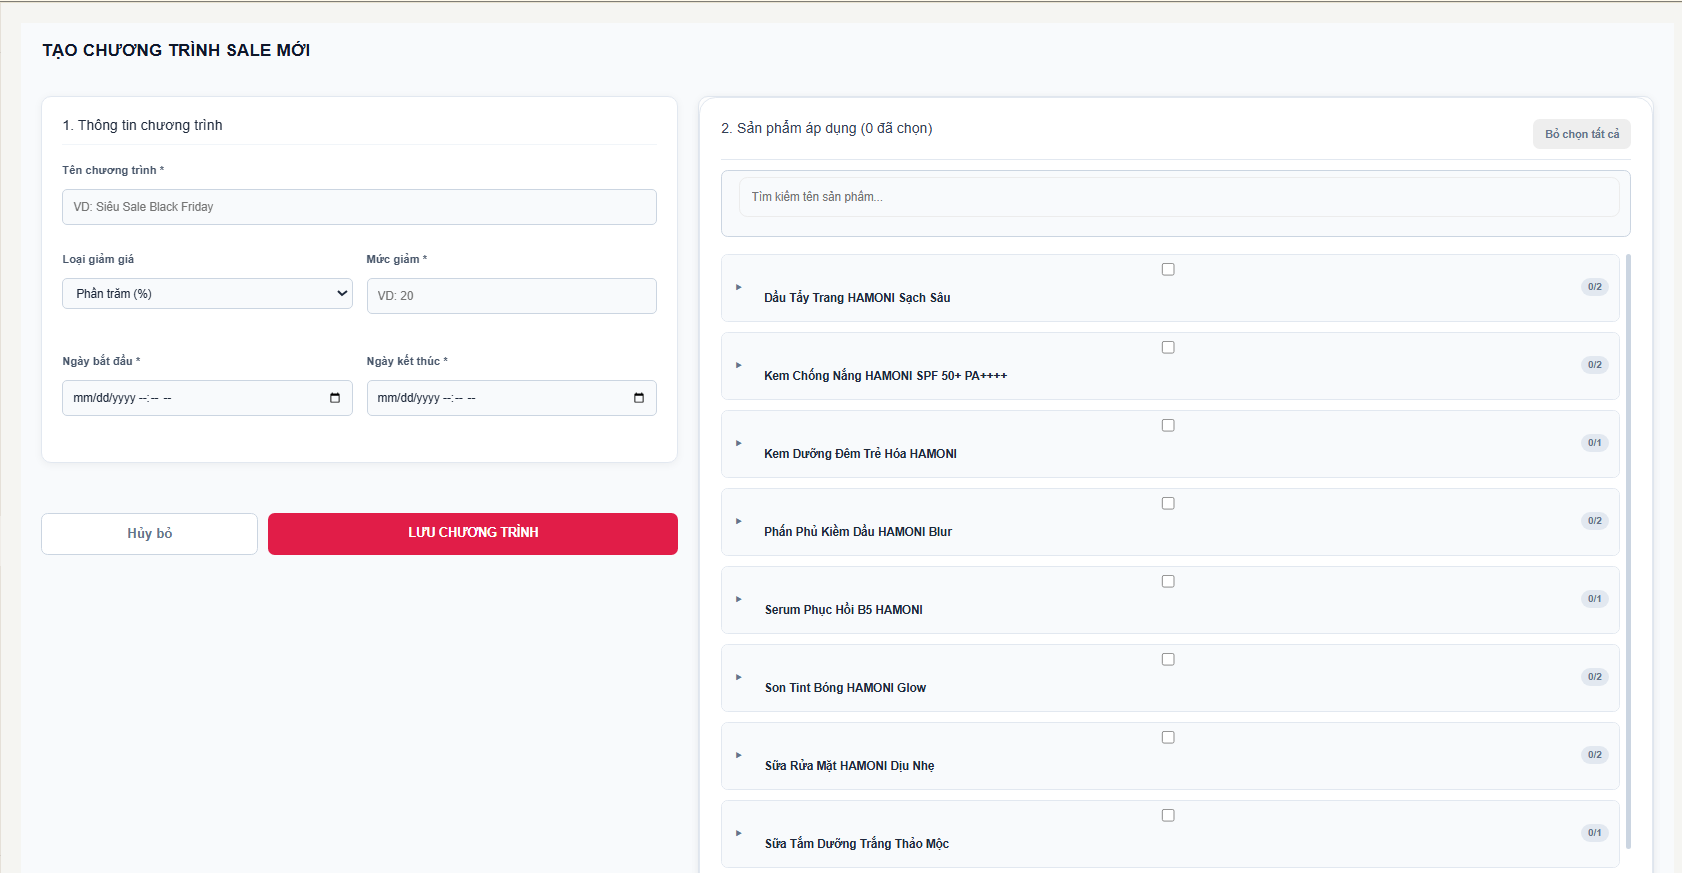 TẠO CHƯƠNG TRÌNH SALE MỚI
1. Thông tin chương trình
Tên chương trình *
VD: Siêu Sale Black Friday
Loại giảm giá
Mức giảm *
Phần trăm (%)
VD: 20
Ngày bắt đầu *
Ngày kết thúc *
mm/dd/yyyy --:-- --
mm/dd/yyyy --:-- --
Hủy bỏ
LƯU CHƯƠNG TRÌNH
2. Sản phẩm áp dụng (0 đã chọn)
Bỏ chọn tất cả
Tìm kiếm tên sản phẩm...
Dầu Tẩy Trang HAMONI Sạch Sâu
0/2
Kem Chống Nắng HAMONI SPF 50+ PA++++
0/2
Kem Dưỡng Đêm Trẻ Hóa HAMONI
0/1
Phấn Phủ Kiềm Dầu HAMONI Blur
0/2
Serum Phục Hồi B5 HAMONI
0/1
Son Tint Bóng HAMONI Glow
0/2
Sữa Rửa Mặt HAMONI Dịu Nhẹ
0/2
Sữa Tắm Dưỡng Trắng Thảo Mộc
0/1